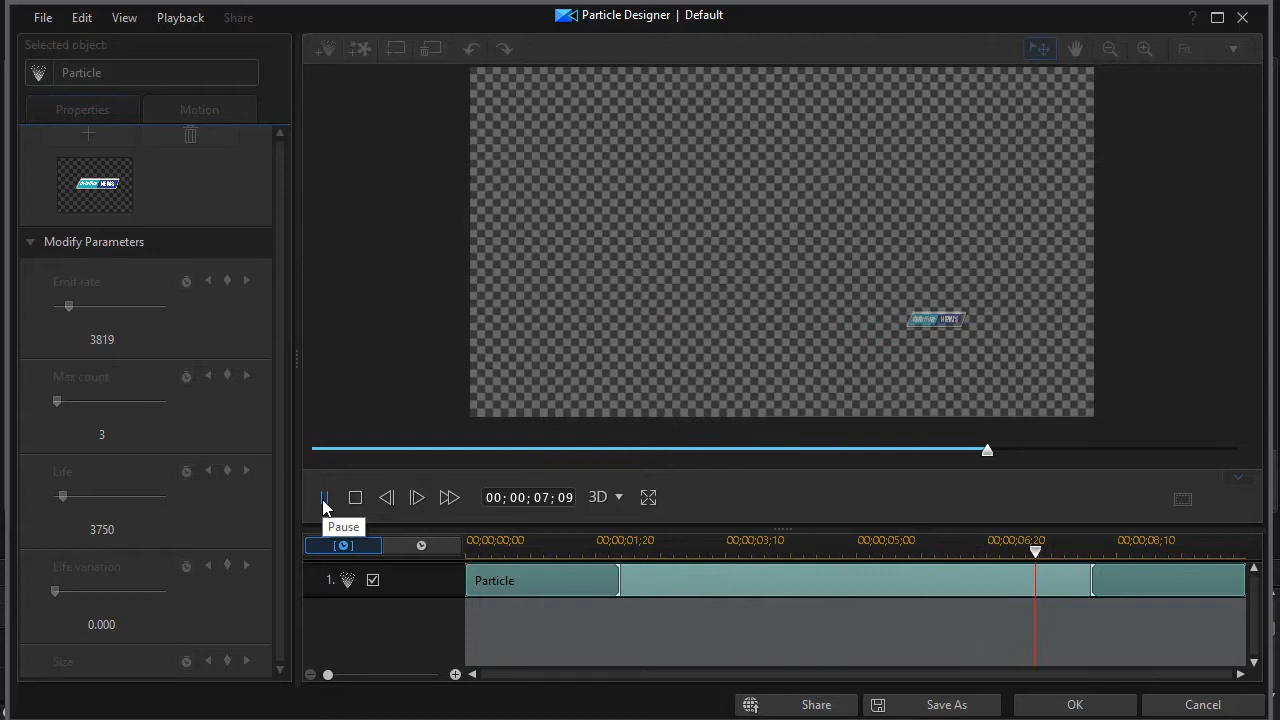 File
Edit
View
Playback
Share
Particle Designer | Default
?
Selected object:
Particle
Properties
Motion
Fit
NEWS
Modify Parameters
Emit rate
3819
Max count
3
Life
3750
Life variation
0.000
Size
NEWS
00; 00; 07; 09
3D
Pause
00;00;00;00
00;00;01;20
00;00;03;10
00;00;05;00
00;00;06;20
00;00;08;10
1.
Particle
Share
Save As
OK
Cancel